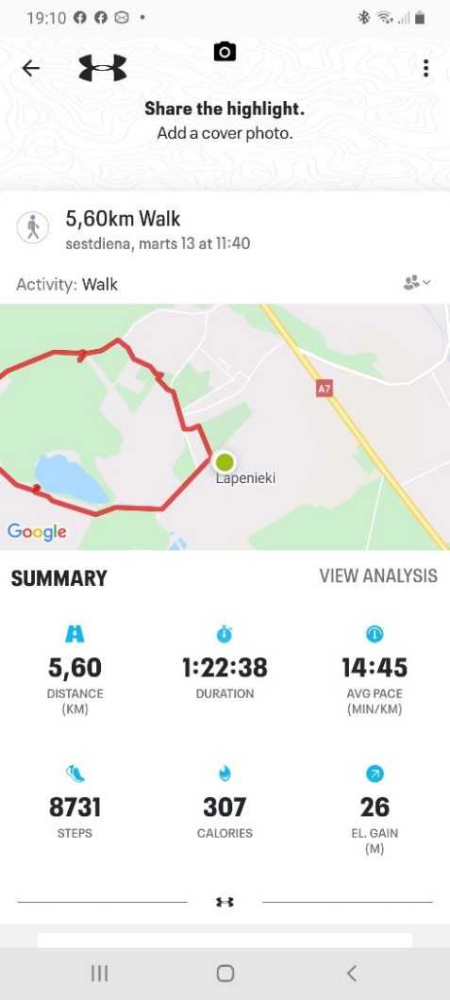 19:10
Share the highlight.
Add a cover photo.
5,60km Walk
sestdiena, marts 13 at 11:40
Activity: Walk
A7
Lapenieki
Google
SUMMARY
VIEW ANALYSIS
5,60
1:22:38
14:45
DISTANCE
(KM)
DURATION
AVG PACE
(MIN/KM)
8731
307
26
STEPS
CALORIES
EL. GAIN
(M)